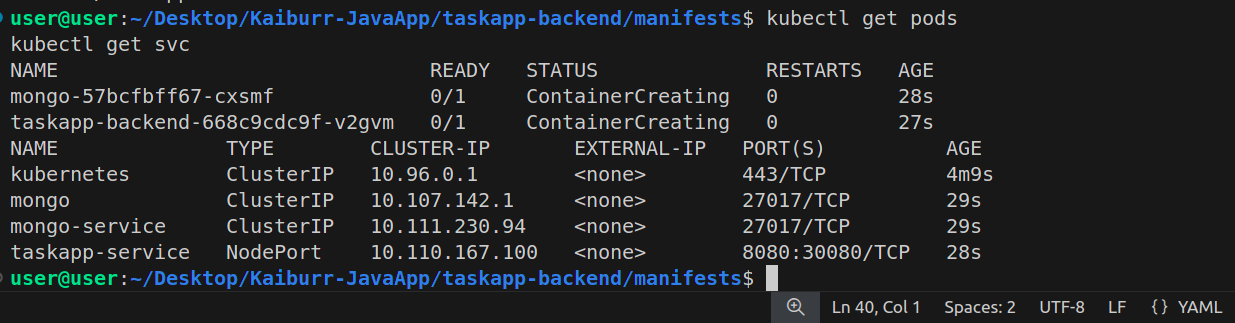 user@user:~/Desktop/Kaiburr-JavaApp/taskapp-backend/manifests$ kubectl get pods
kubectl get svc
NAME READY STATUS RESTARTS AGE
mongo-57bcfbff67-cxsmf 0/1 ContainerCreating 0 28s
taskapp-backend-668c9cdc9f-v2gvm 0/1 ContainerCreating 0 27s
NAME TYPE CLUSTER-IP EXTERNAL-IP PORT(S) AGE
kubernetes ClusterIP 10.96.0.1 <none> 443/TCP 4m9s
mongo ClusterIP 10.107.142.1 <none> 27017/TCP 29s
mongo-service ClusterIP 10.111.230.94 <none> 27017/TCP 29s
taskapp-service NodePort 10.110.167.100 <none> 8080:30080/TCP 28s
user@user:~/Desktop/Kaiburr-JavaApp/taskapp-backend/manifests$
Ln 40, Col 1 Spaces: 2 UTF-8 LF {} YAML